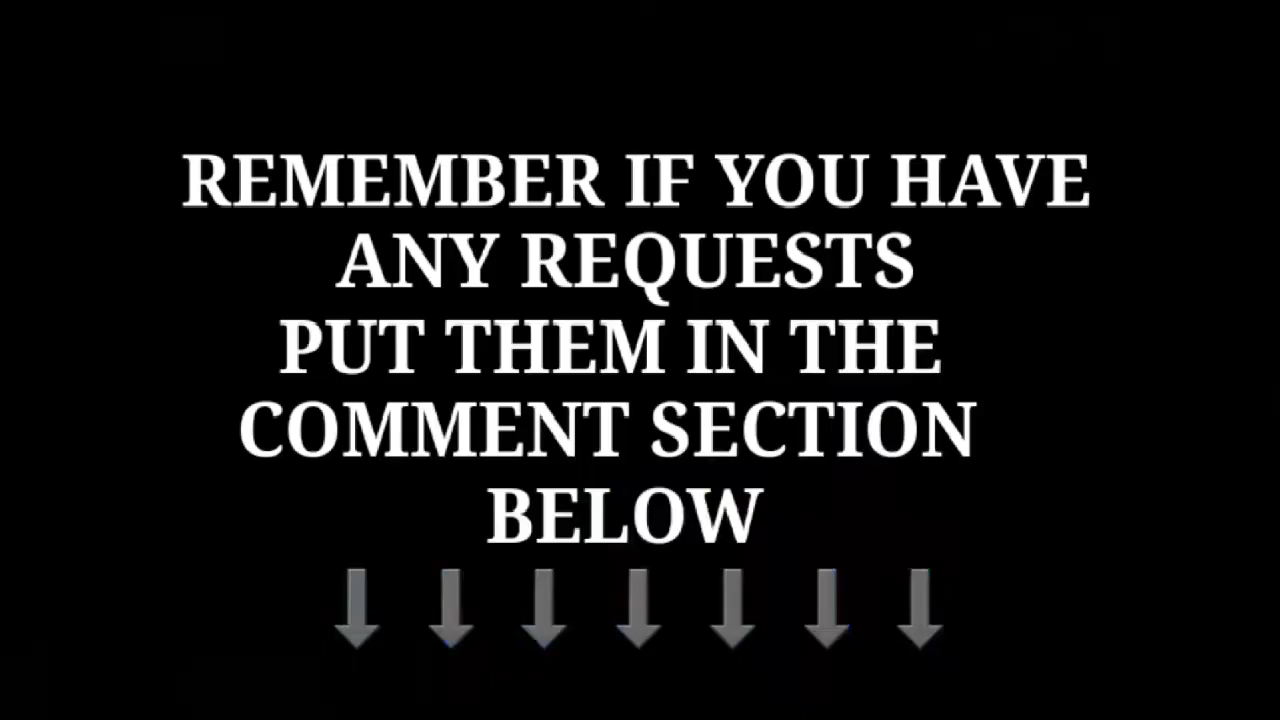 REMEMBER IF YOU HAVE
ANY REQUESTS
PUT THEM IN THE
COMMENT SECTION
BELOW